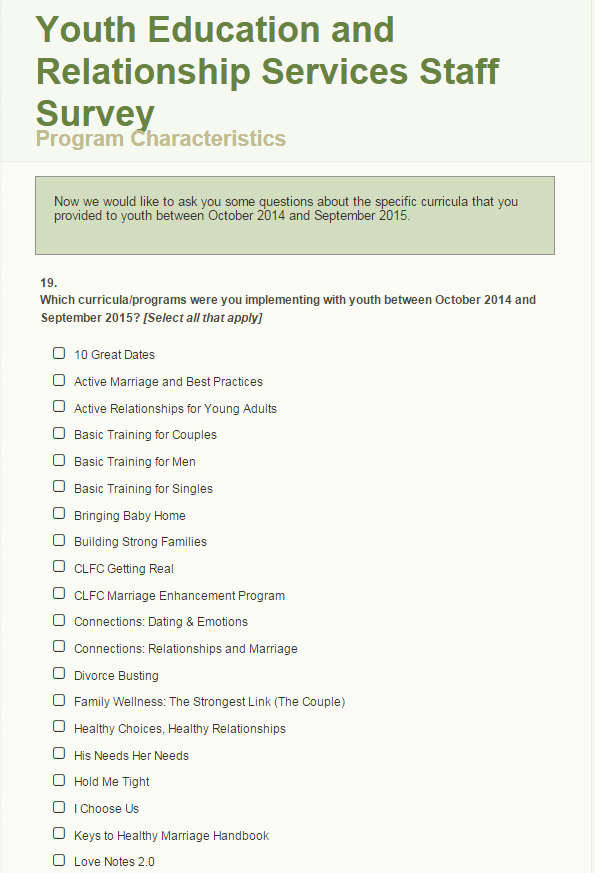 Youth Education and
Relationship Services Staff
Survey
Program Characteristics
Now we would like to ask you some questions about the specific curricula that you
provided to youth between October 2014 and September 2015.
19.
Which curricula/programs were you implementing with youth between October 2014 and
September 2015? [Select all that apply]
10 Great Dates
Active Marriage and Best Practices
Active Relationships for Young Adults
Basic Training for Couples
Basic Training for Men
Basic Training for Singles
Bringing Baby Home
Building Strong Families
CLFC Getting Real
CLFC Marriage Enhancement Program
Connections: Dating & Emotions
Connections: Relationships and Marriage
Divorce Busting
Family Wellness: The Strongest Link (The Couple)
Healthy Choices, Healthy Relationships
His Needs Her Needs
Hold Me Tight
I Choose Us
Keys to Healthy Marriage Handbook
Love Notes 2.0